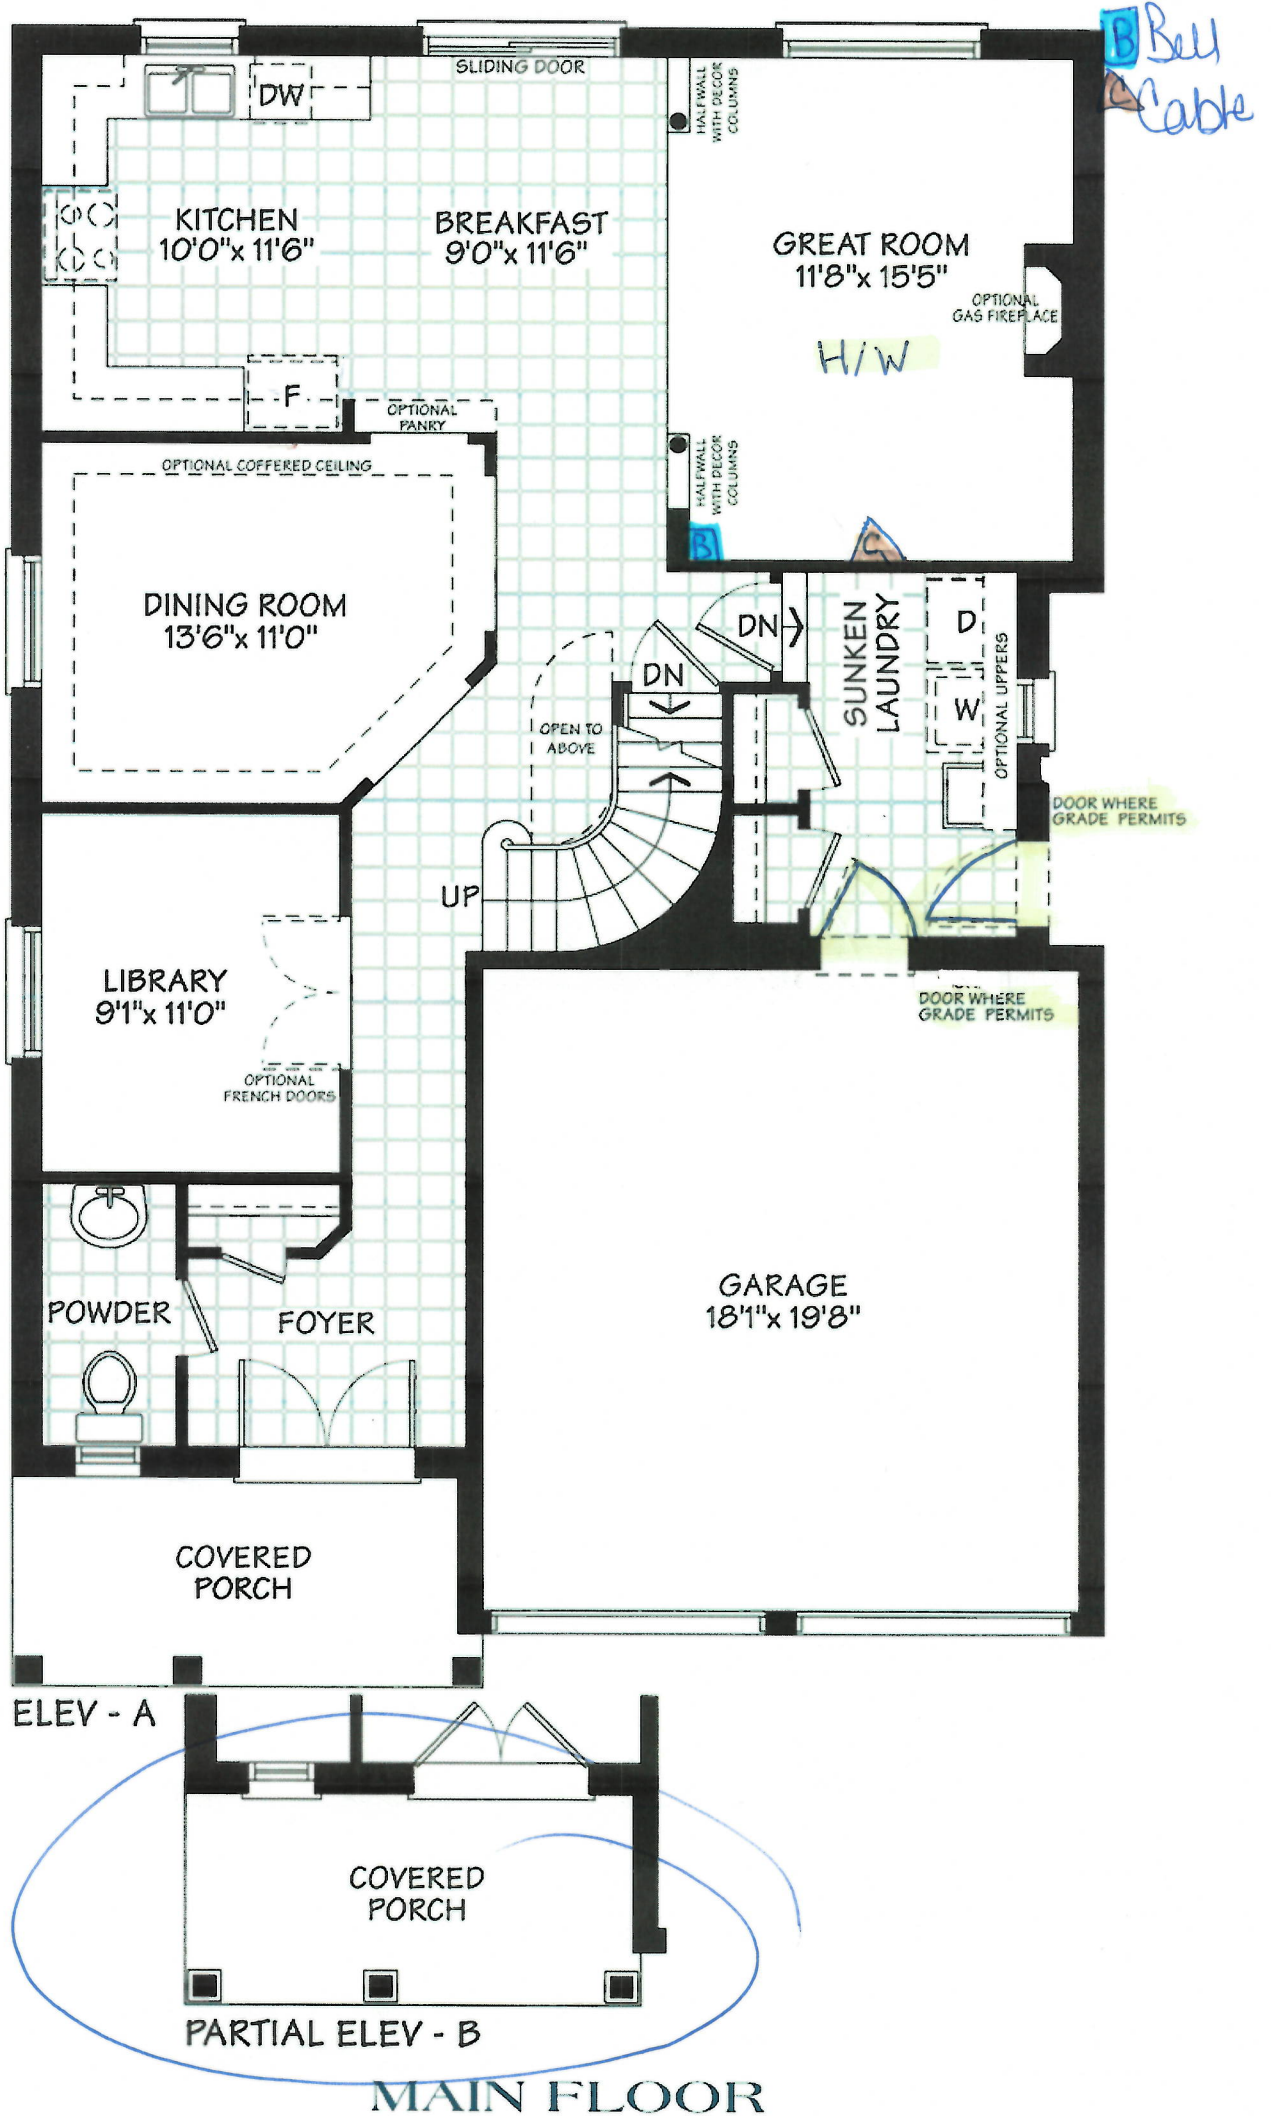 B Bell
C Cable
SLIDING DOOR
DW
HALFWALL
WITH DECOR
COLUMNS
KITCHEN
10'0"x 11'6"
BREAKFAST
9'0"x 11'6"
GREAT ROOM
11'8"x 15'5"
OPTIONAL
GAS FIREPLACE
H/W
F
OPTIONAL
PANRY
HALFWALL
WITH DECOR
COLUMNS
OPTIONAL COFFERED CEILING
B
C
DINING ROOM
13'6"x 11'0"
DN
DN
SUNKEN
LAUNDRY
D
W
OPTIONAL UPPERS
OPEN TO
ABOVE
DOOR WHERE
GRADE PERMITS
UP
LIBRARY
9'1"x 11'0"
DOOR WHERE
GRADE PERMITS
OPTIONAL
FRENCH DOORS
POWDER
FOYER
GARAGE
18'1"x 19'8"
COVERED
PORCH
ELEV - A
COVERED
PORCH
PARTIAL ELEV - B
MAIN FLOOR